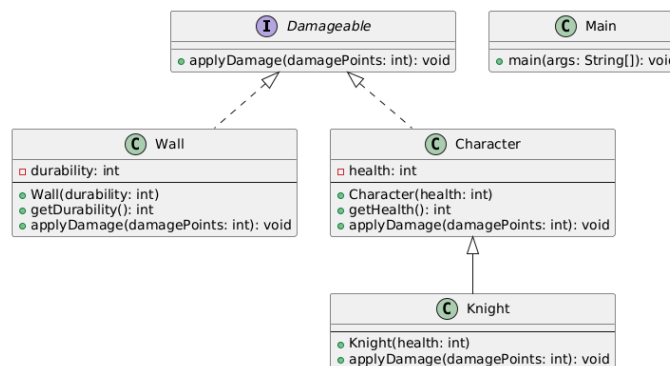 I Damageable
applyDamage(damagePoints: int): void
C Main
main(args: String[]): voi
C Wall
durability: int
Wall(durability: int)
getDurability(): int
applyDamage(damagePoints: int): void
C Character
health: int
Character(health: int)
getHealth(): int
applyDamage(damagePoints: int): void
C Knight
Knight(health: int)
applyDamage(damagePoints: int): void